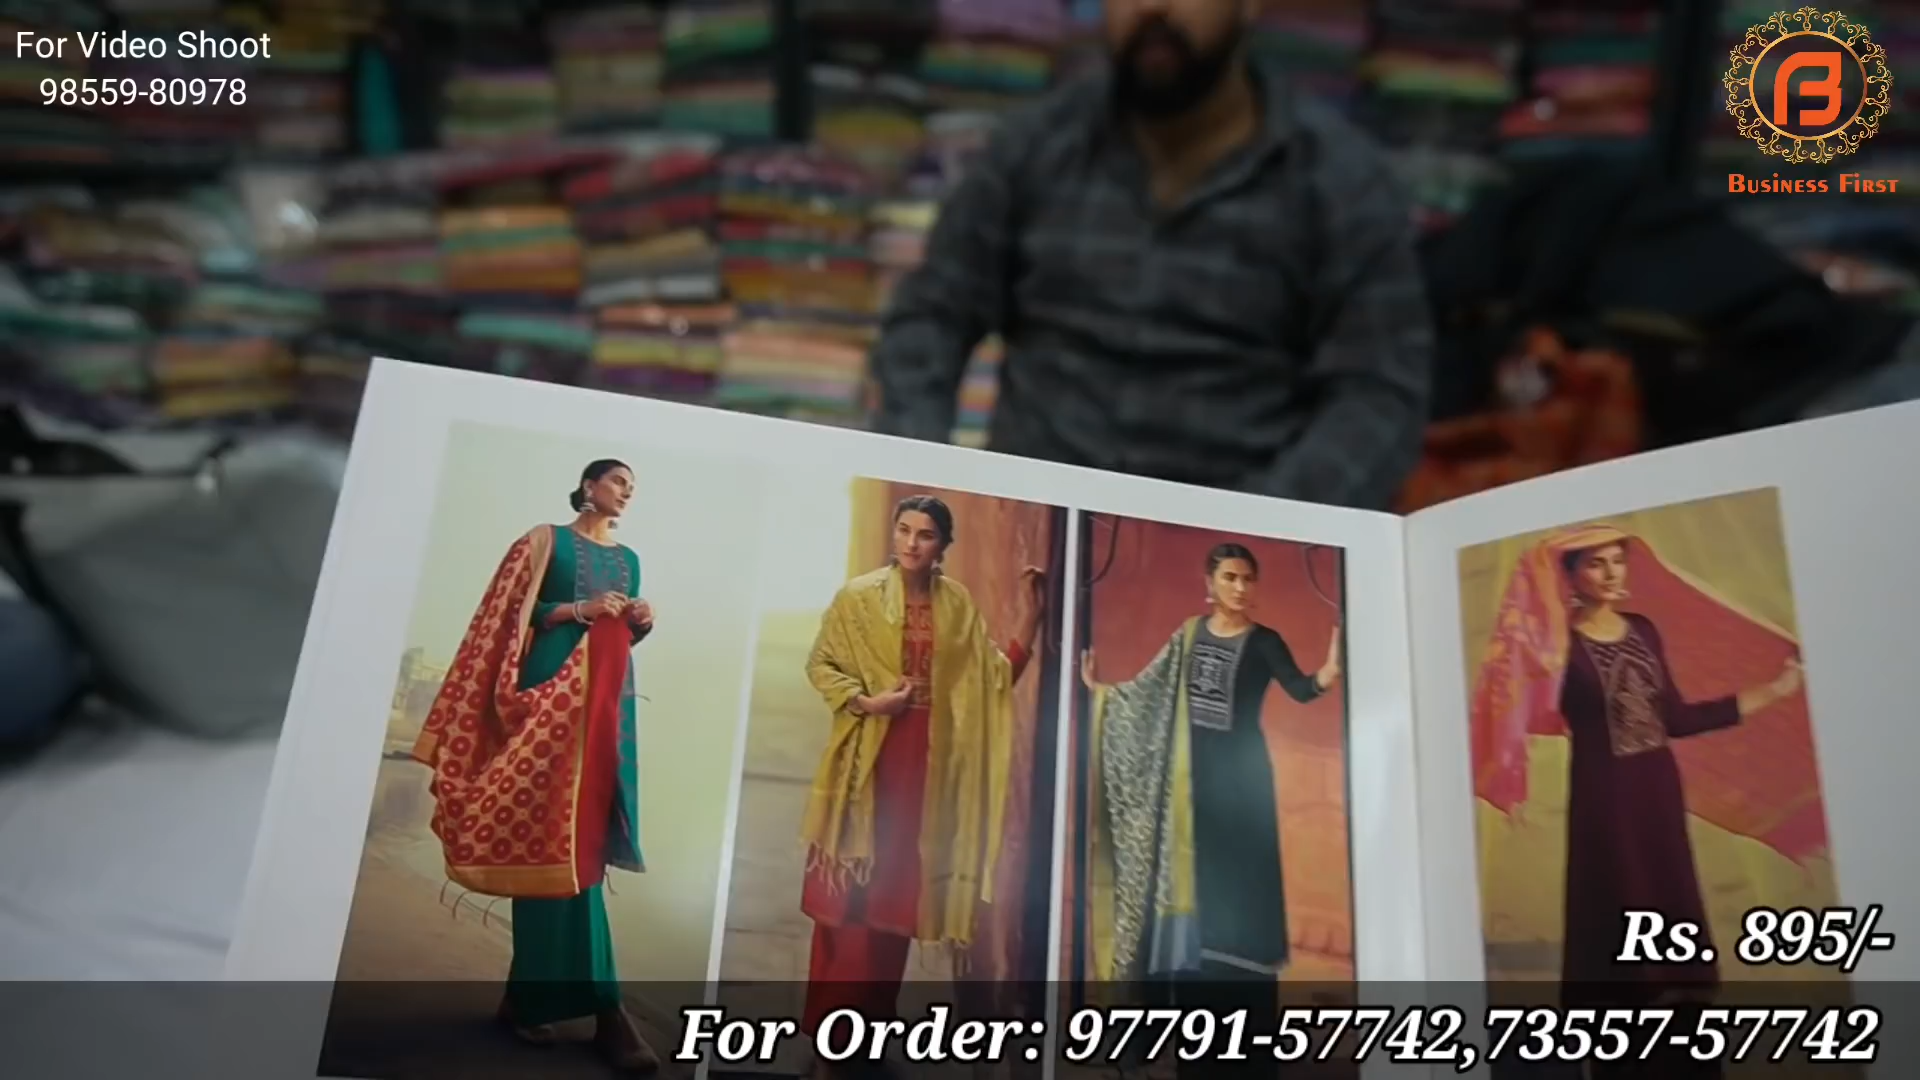 For Video Shoot
98559-80978
Business First
Rs. 895/-
For Order: 97791-57742,73557-57742